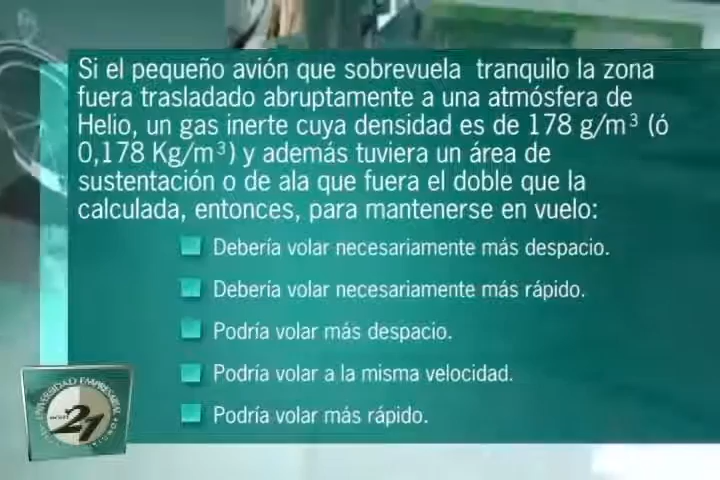 Si el pequeño avión que sobrevuela tranquilo la zona
fuera trasladado abruptamente a una atmósfera de
Helio, un gas inerte cuya densidad es de 178 g/m³ (ó
0,178 Kg/m³) y además tuviera un área de
sustentación o de ala que fuera el doble que la
calculada, entonces, para mantenerse en vuelo:
Debería volar necesariamente más despacio.
Debería volar necesariamente más rápido.
Podría volar más despacio.
Podría volar a la misma velocidad.
Podría volar más rápido.
UNIVERSIDAD EMPRESARIAL
21